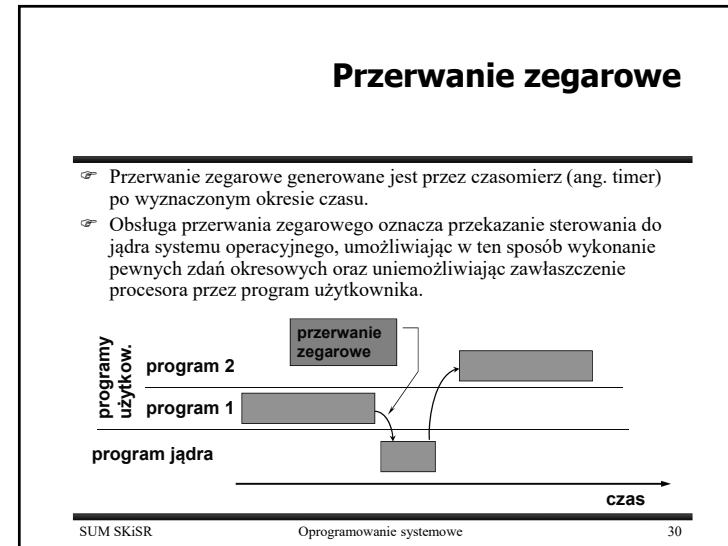 Przerwanie zegarowe
☞ Przerwanie zegarowe generowane jest przez czasomierz (ang. timer)
po wyznaczonym okresie czasu.
☞ Obsługa przerwania zegarowego oznacza przekazanie sterowania do
jądra systemu operacyjnego, umożliwiając w ten sposób wykonanie
pewnych zdań okresowych oraz uniemożliwiając zawłaszczenie
procesora przez program użytkownika.
programy
użytkow.
przerwanie
zegarowe
program 2
program 1
program jądra
czas
SUM SKiSR Oprogramowanie systemowe 30